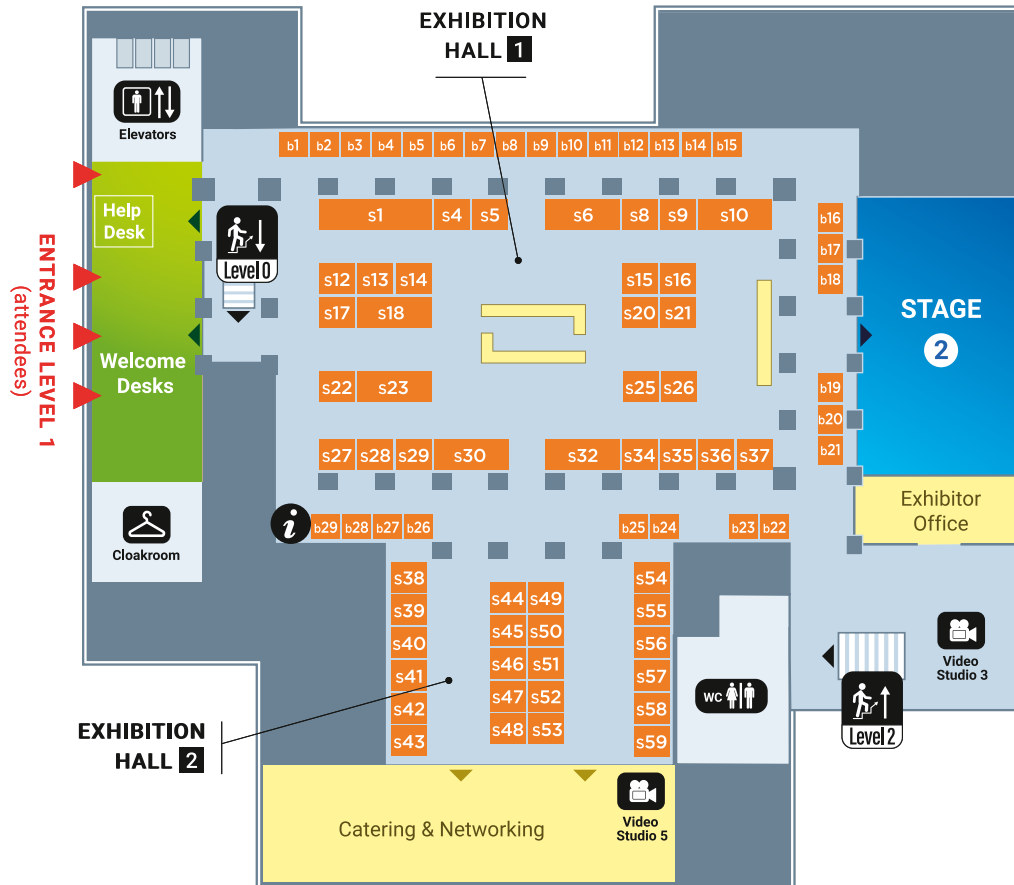 EXHIBITION
HALL 1
Elevators
b1 b2 b3 b4 b5 b6 b7 b8 b9 b10 b11 b12 b13 b14 b15
Help
Desk
Level 0
s1 s4 s5 s6 s8 s9 s10
b16
b17
b18
s12 s13 s14 s15 s16
s17 s18 s20 s21
STAGE
2
ENTRANCE LEVEL 1
(attendees)
Welcome
Desks
s22 s23 s25 s26
b19
b20
b21
s27 s28 s29 s30 s32 s34 s35 s36 s37
Exhibitor
Office
Cloakroom
i
b29 b28 b27 b26 b25 b24 b23 b22
s38 s44 s49 s54
s39 s45 s50 s55
s40 s46 s51 s56
s41 s47 s52 s57
s42 s48 s53 s58
s43 s59
Video
Studio 3
WC
Level 2
EXHIBITION
HALL 2
Catering & Networking
Video
Studio 5